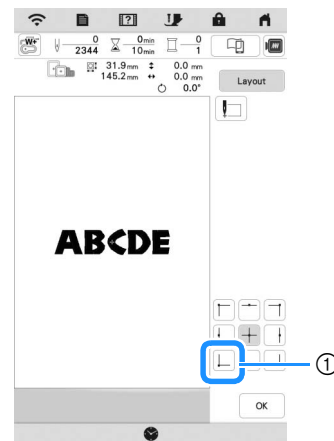 W+ 0 0min 0
2344 10min 1
31.9mm 0.0 mm
145.2mm 0.0 mm
0.0°
Layout
ABCDE
①
OK